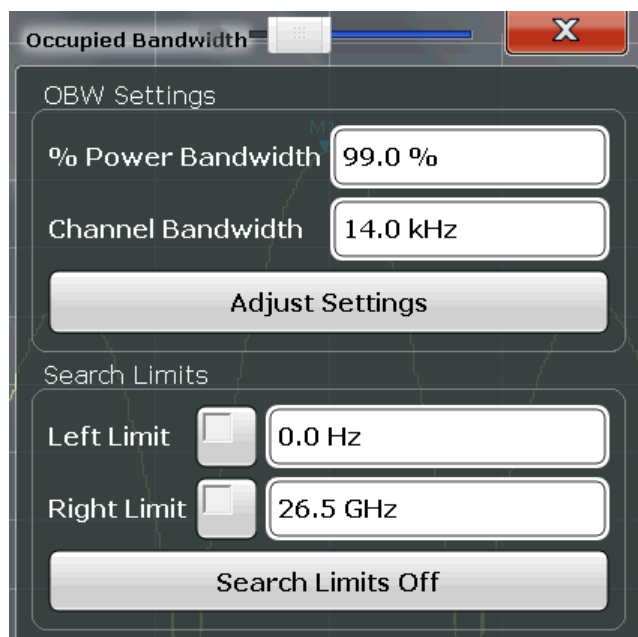 Occupied Bandwidth
X
OBW Settings
M1
% Power Bandwidth 99.0 %
Channel Bandwidth 14.0 kHz
Adjust Settings
Search Limits
Left Limit 0.0 Hz
Right Limit 26.5 GHz
Search Limits Off